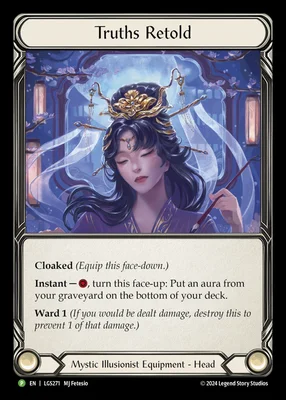 Truths Retold
Cloaked (Equip this face-down.)
Instant — , turn this face-up: Put an aura from
your graveyard on the bottom of your deck.
Ward 1 (If you would be dealt damage, destroy this to
prevent 1 of that damage.)
Mystic Illusionist Equipment - Head
P EN | LGS271 MJ Fetesio © 2024 Legend Story Studios